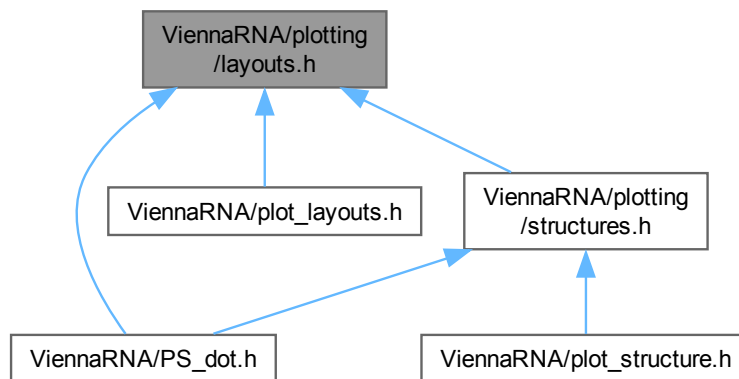 ViennaRNA/plotting
/layouts.h
ViennaRNA/plot_layouts.h
ViennaRNA/plotting
/structures.h
ViennaRNA/PS_dot.h
ViennaRNA/plot_structure.h